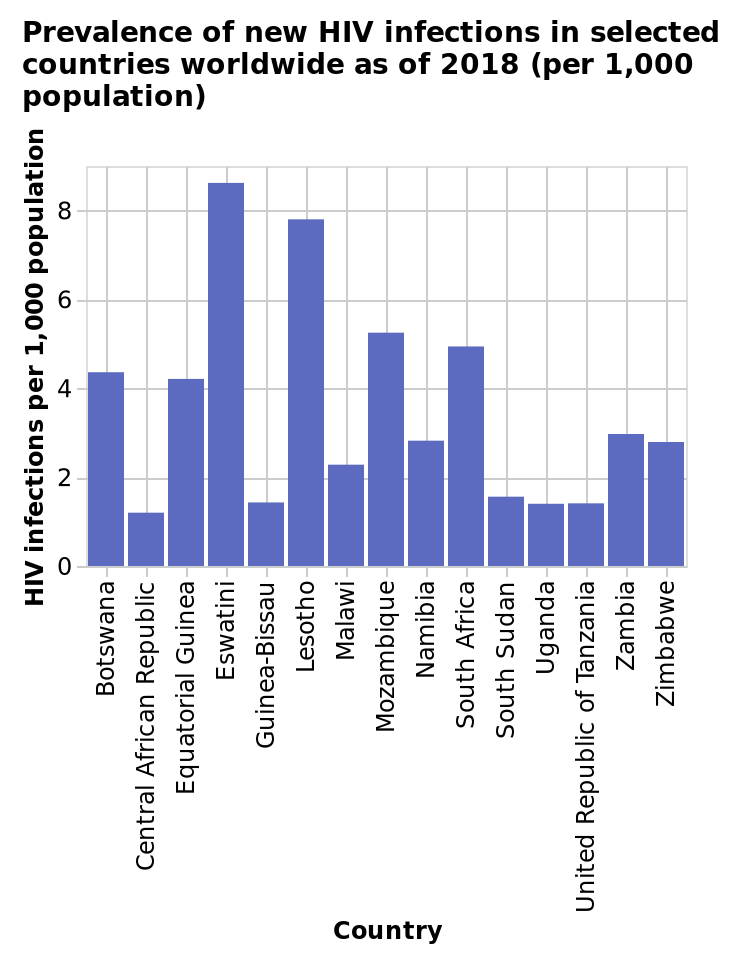 Prevalence of new HIV infections in selected
countries worldwide as of 2018 (per 1,000
population)
HIV infections per 1,000 population
8
6
4
2
0
Botswana
Central African Republic
Equatorial Guinea
Eswatini
Guinea-Bissau
Lesotho
Malawi
Mozambique
Namibia
South Africa
South Sudan
Uganda
United Republic of Tanzania
Zambia
Zimbabwe
Country